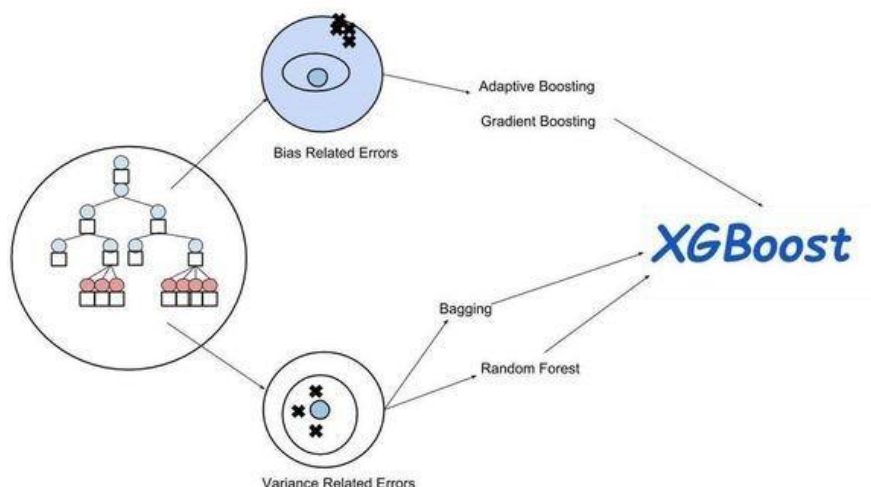 Bias Related Errors
Adaptive Boosting
Gradient Boosting
XGBoost
Bagging
Random Forest
Variance Related Errors